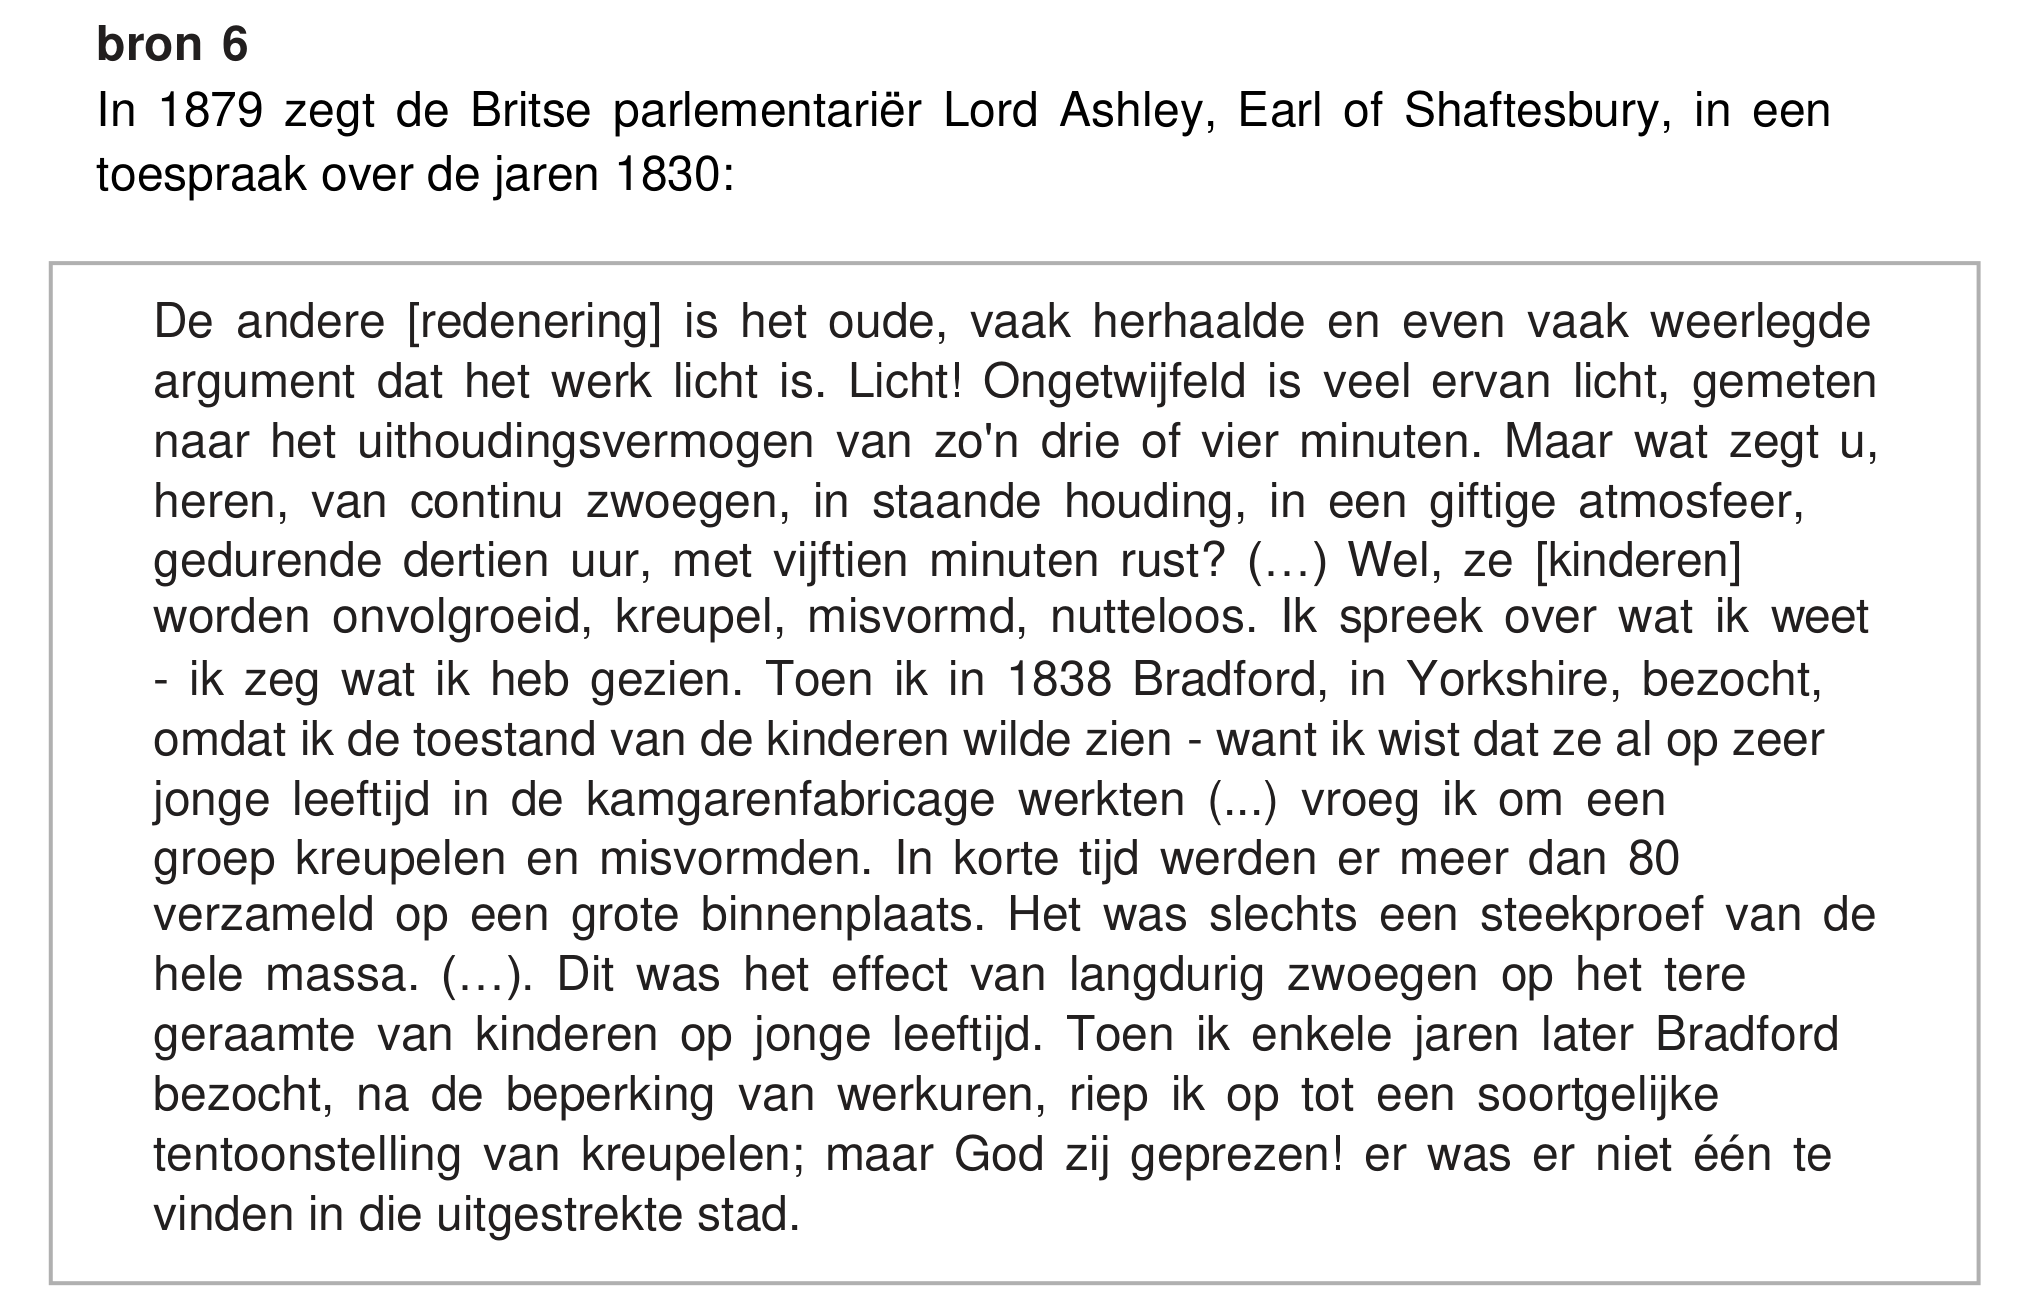 bron 6
In 1879 zegt de Britse parlementariër Lord Ashley, Earl of Shaftesbury, in een
toespraak over de jaren 1830:
De andere [redenering] is het oude, vaak herhaalde en even vaak weerlegde
argument dat het werk licht is. Licht! Ongetwijfeld is veel ervan licht, gemeten
naar het uithoudingsvermogen van zo'n drie of vier minuten. Maar wat zegt u,
heren, van continu zwoegen, in staande houding, in een giftige atmosfeer,
gedurende dertien uur, met vijftien minuten rust? (…) Wel, ze [kinderen]
worden onvolgroeid, kreupel, misvormd, nutteloos. Ik spreek over wat ik weet
- ik zeg wat ik heb gezien. Toen ik in 1838 Bradford, in Yorkshire, bezocht,
omdat ik de toestand van de kinderen wilde zien - want ik wist dat ze al op zeer
jonge leeftijd in de kamgarenfabricage werkten (...) vroeg ik om een
groep kreupelen en misvormden. In korte tijd werden er meer dan 80
verzameld op een grote binnenplaats. Het was slechts een steekproef van de
hele massa. (…). Dit was het effect van langdurig zwoegen op het tere
geraamte van kinderen op jonge leeftijd. Toen ik enkele jaren later Bradford
bezocht, na de beperking van werkuren, riep ik op tot een soortgelijke
tentoonstelling van kreupelen; maar God zij geprezen! er was er niet één te
vinden in die uitgestrekte stad.